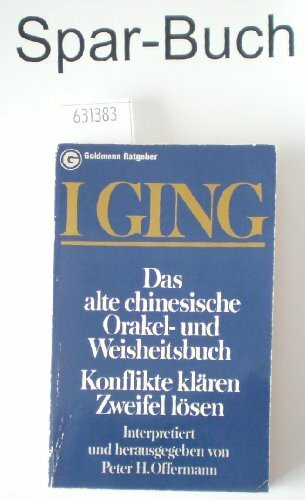 Spar-Buch
631383
G Goldmann Ratgeber
I GING
Das
alte chinesische
Orakel- und
Weisheitsbuch
Konflikte klären
Zweifel lösen
Interpretiert
und herausgegeben von
Peter H. Offermann